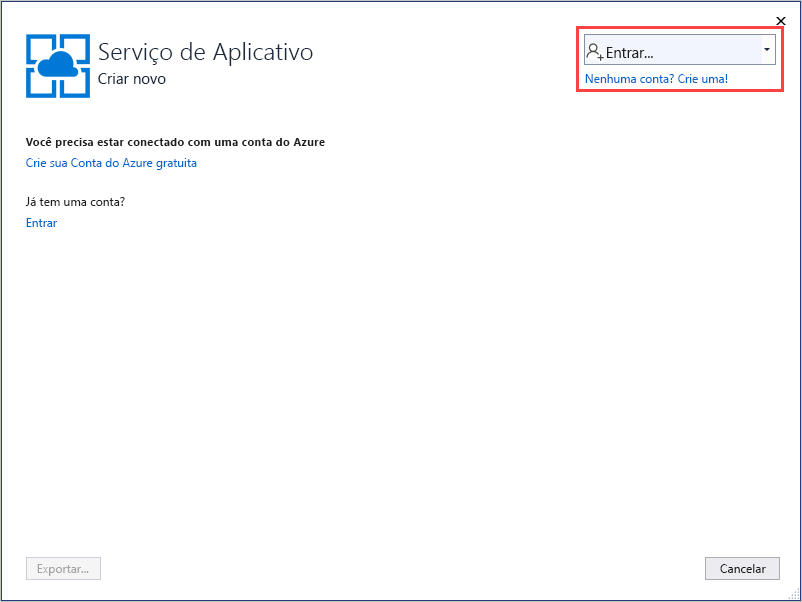 Serviço de Aplicativo
Criar novo
Entrar...
Nenhuma conta? Crie uma!
Você precisa estar conectado com uma conta do Azure
Crie sua Conta do Azure gratuita
Já tem uma conta?
Entrar
Exportar...
Cancelar